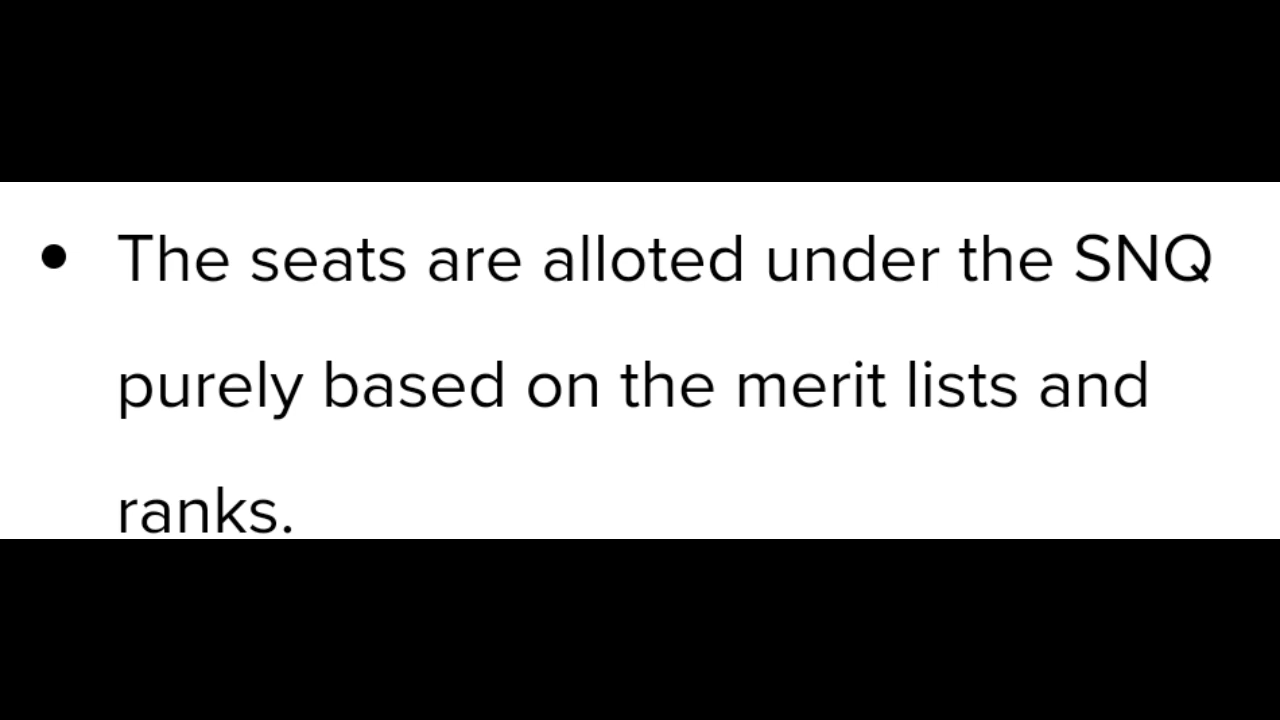 • The seats are alloted under the SNQ
purely based on the merit lists and
ranks.